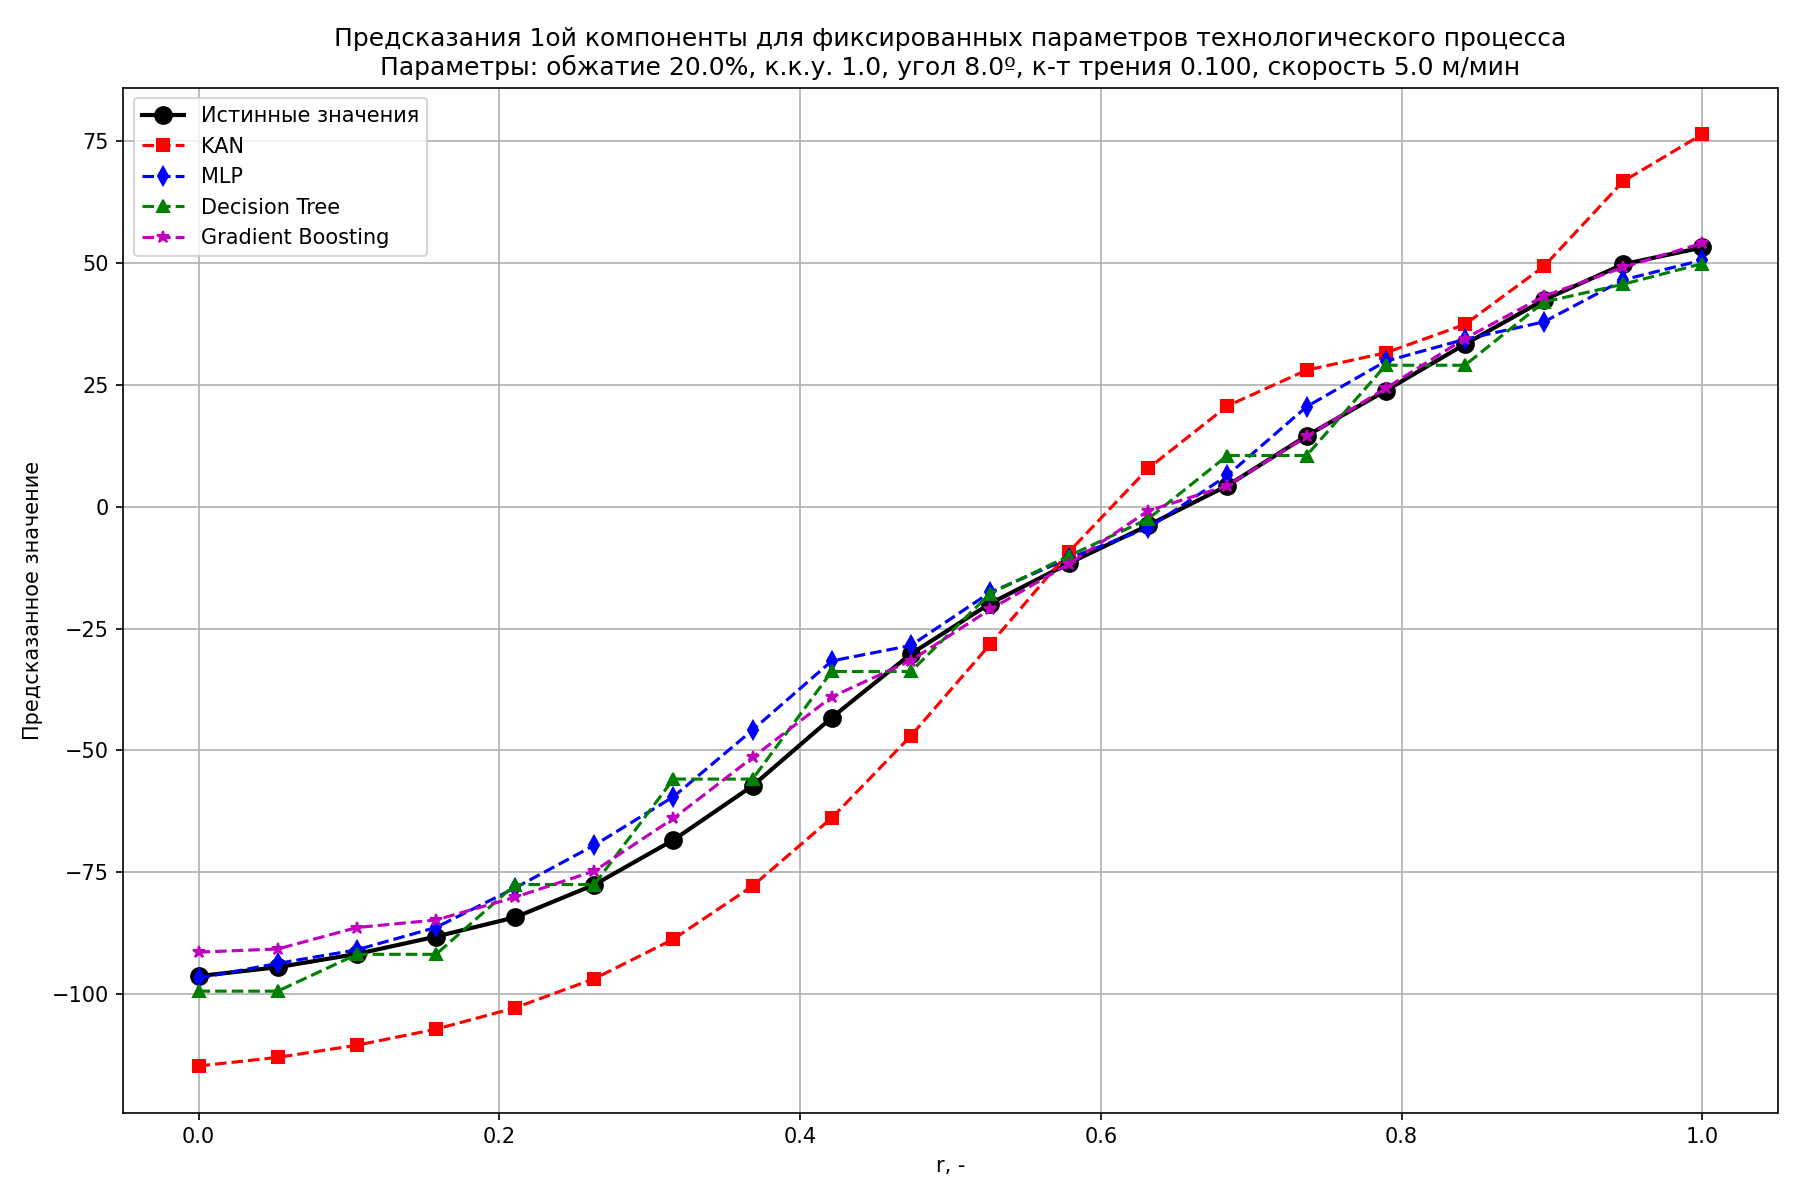 Предсказания 1ой компоненты для фиксированных параметров технологического процесса
Параметры: обжатие 20.0%, к.к.у. 1.0, угол 8.0º, к-т трения 0.100, скорость 5.0 м/мин
Истинные значения
KAN
MLP
Decision Tree
Gradient Boosting
Предсказанное значение
75
50
25
0
−25
−50
−75
−100
0.0
0.2
0.4
0.6
0.8
1.0
r, -